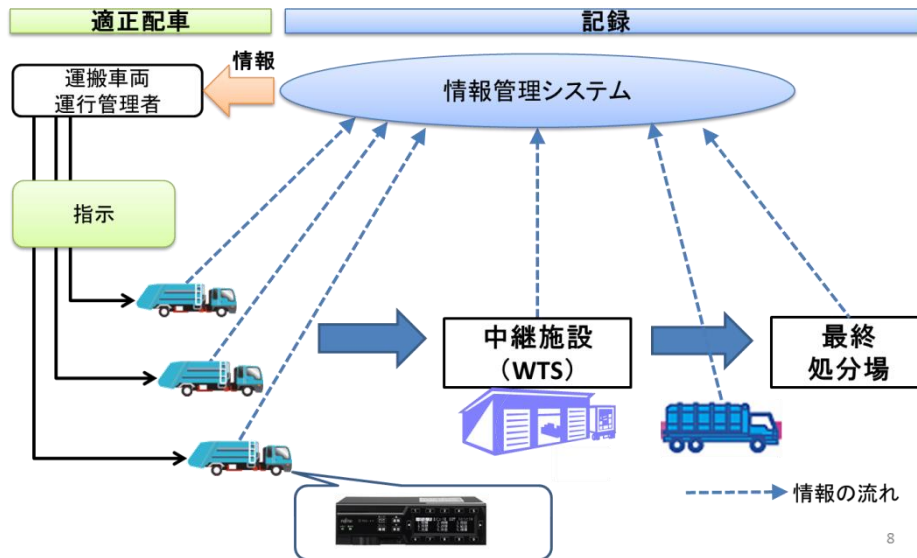 適正配車
記録
情報
運搬車両
運行管理者
情報管理システム
指示
中継施設
(WTS)
最終
処分場
情報の流れ
8